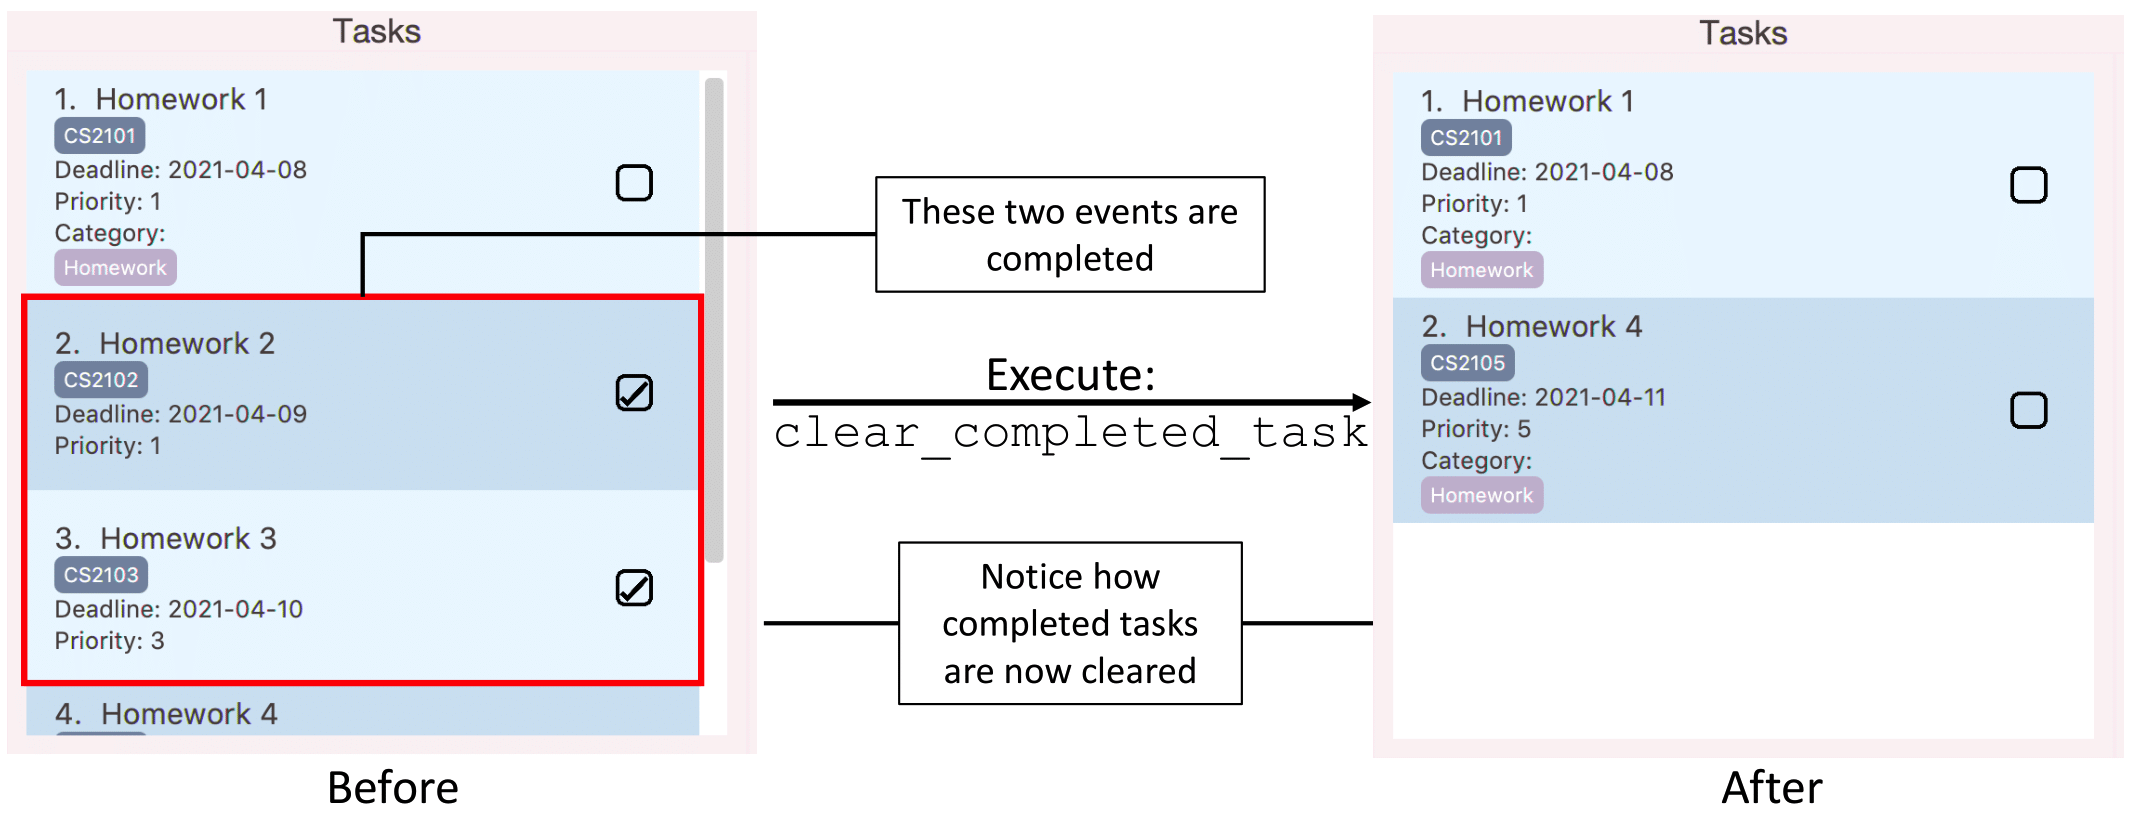 Tasks
1. Homework 1
CS2101
Deadline: 2021-04-08
Priority: 1
Category:
Homework
2. Homework 2
CS2102
Deadline: 2021-04-09
Priority: 1
3. Homework 3
CS2103
Deadline: 2021-04-10
Priority: 3
4. Homework 4
Before
These two events are
completed
Execute:
clear_completed_task
Notice how
completed tasks
are now cleared
Tasks
1. Homework 1
CS2101
Deadline: 2021-04-08
Priority: 1
Category:
Homework
2. Homework 4
CS2105
Deadline: 2021-04-11
Priority: 5
Category:
Homework
After